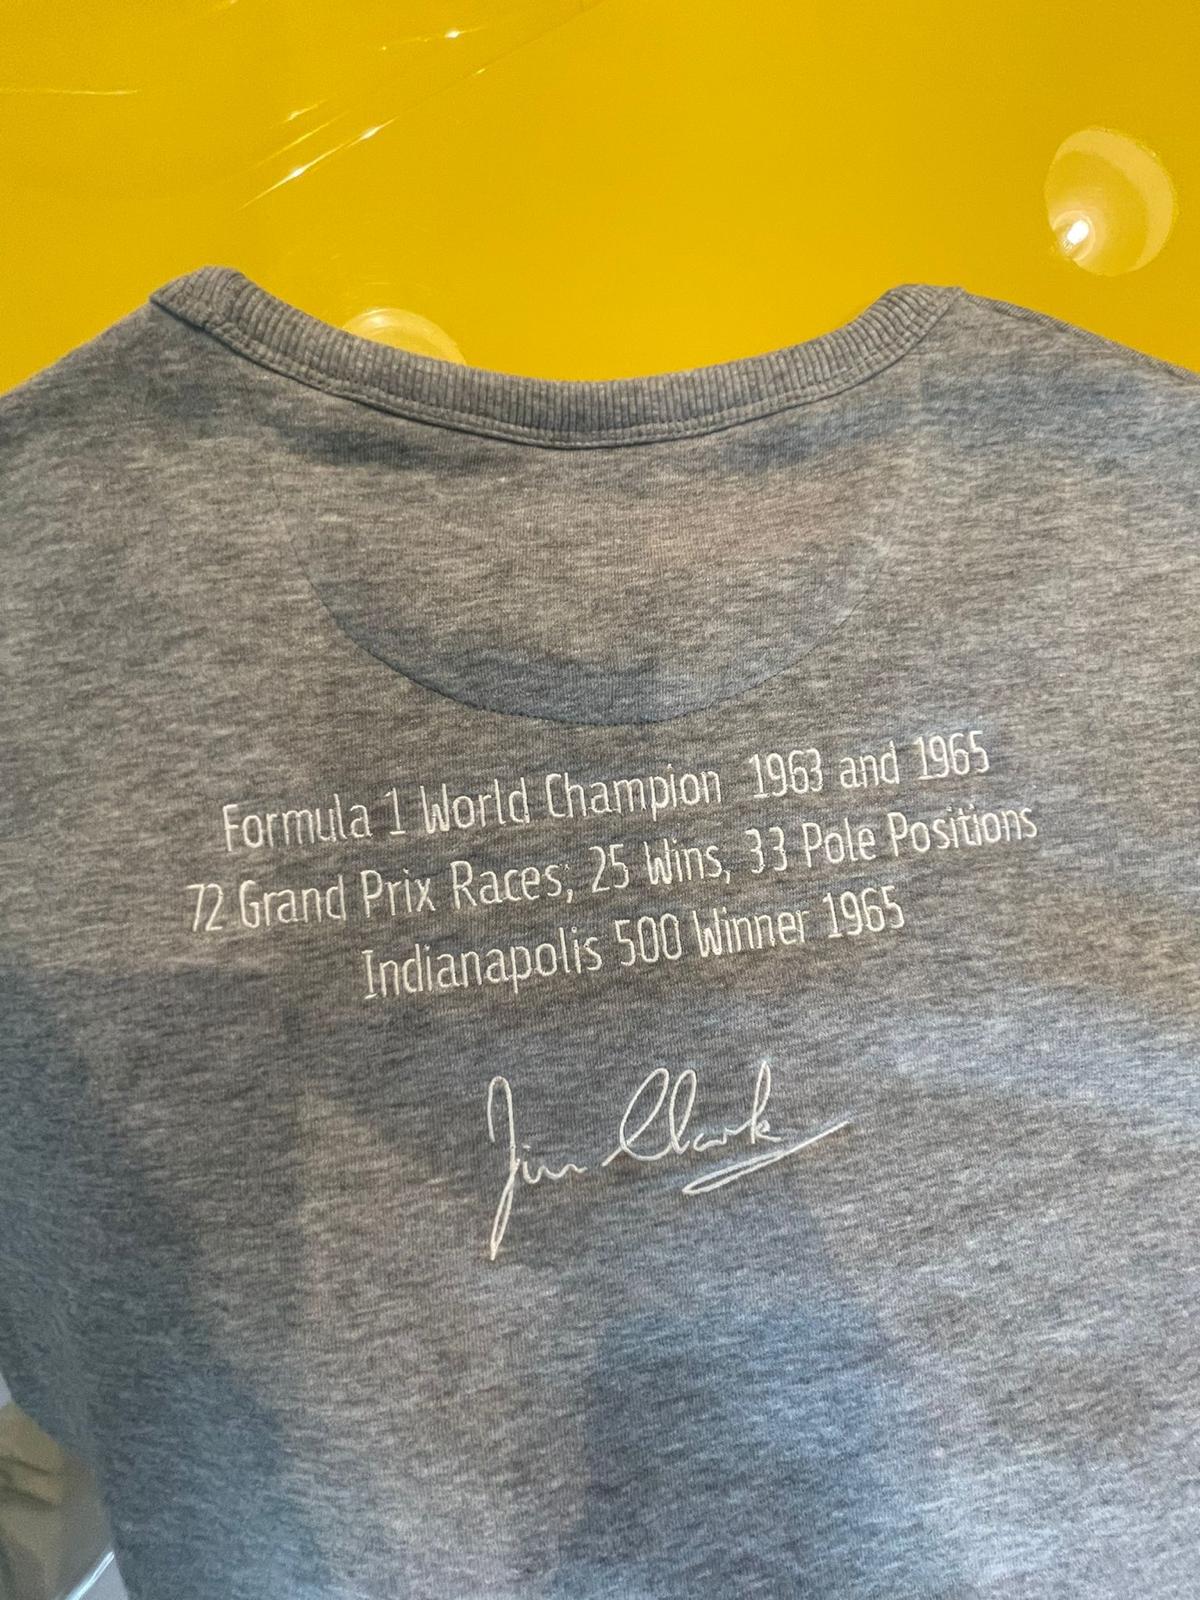 Formula 1 World Champion 1963 and 1965
72 Grand Prix Races; 25 Wins, 33 Pole Positions
Indianapolis 500 Winner 1965
Jim Clark